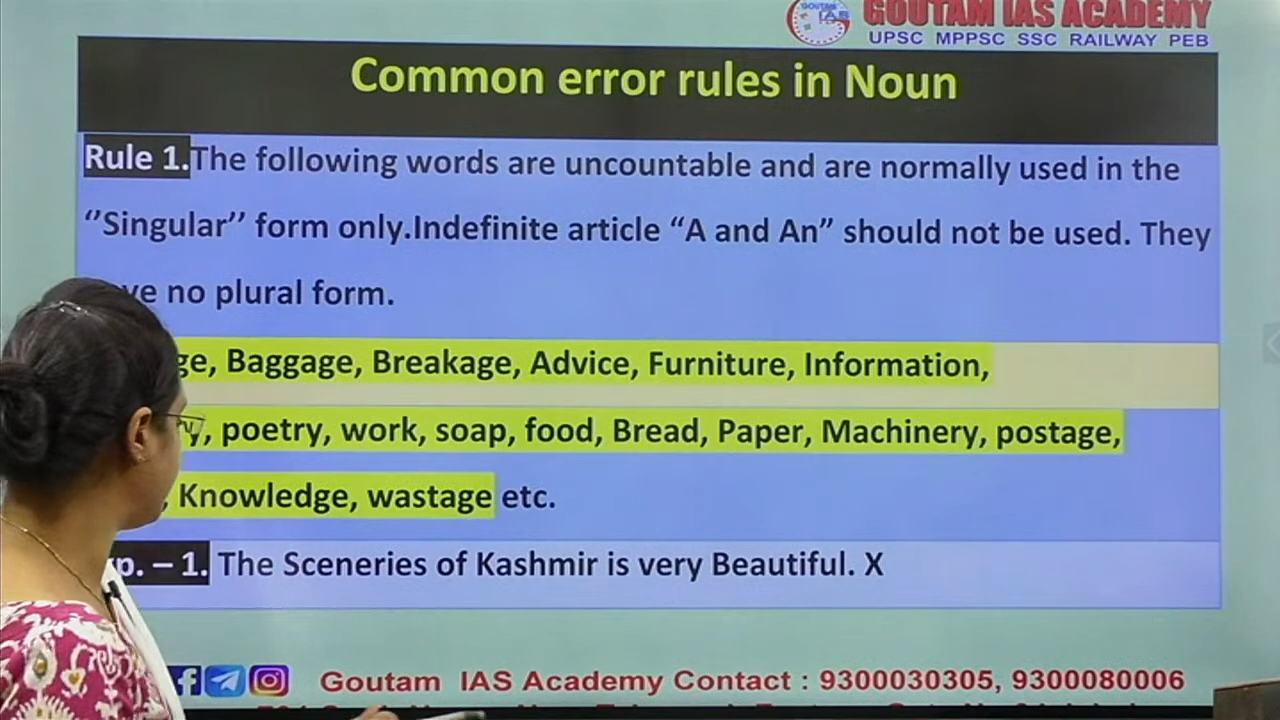 GOUTAM IAS ACADEMY
UPSC MPPSC SSC RAILWAY PEB
Common error rules in Noun
Rule 1.The following words are uncountable and are normally used in the
‘’Singular’’ form only.Indefinite article “A and An” should not be used. They
no plural form.
Baggage, Breakage, Advice, Furniture, Information,
poetry, work, soap, food, Bread, Paper, Machinery, postage,
Knowledge, wastage etc.
– 1. The Sceneries of Kashmir is very Beautiful. X
Goutam IAS Academy Contact : 9300030305, 9300080006